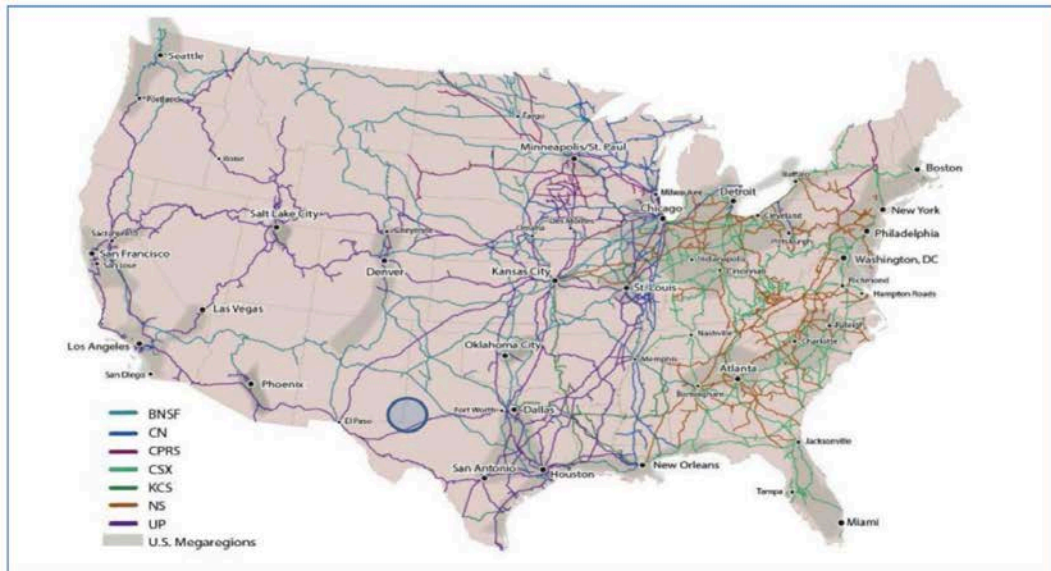 Seattle
Portland
Boise
Fargo
Minneapolis/St. Paul
Milwaukee
Chicago
Detroit
Buffalo
Boston
New York
Cleveland
Pittsburgh
Philadelphia
Washington, DC
Richmond
Hampton Roads
Salt Lake City
Cheyenne
Omaha
Des Moines
Sacramento
San Francisco
San Jose
Denver
Kansas City
St. Louis
Indianapolis
Cincinnati
Las Vegas
Los Angeles
San Diego
Phoenix
Oklahoma City
Memphis
Nashville
Raleigh
Charlotte
Atlanta
Birmingham
El Paso
Fort Worth
Dallas
San Antonio
Houston
New Orleans
Jacksonville
Tampa
Miami
BNSF
CN
CPRS
CSX
KCS
NS
UP
U.S. Megaregions